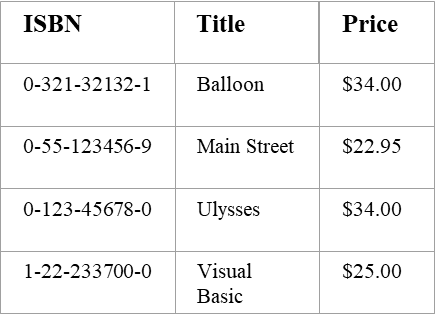 ISBN Title Price
0-321-32132-1 Balloon $34.00
0-55-123456-9 Main Street $22.95
0-123-45678-0 Ulysses $34.00
1-22-233700-0 Visual $25.00
Basic